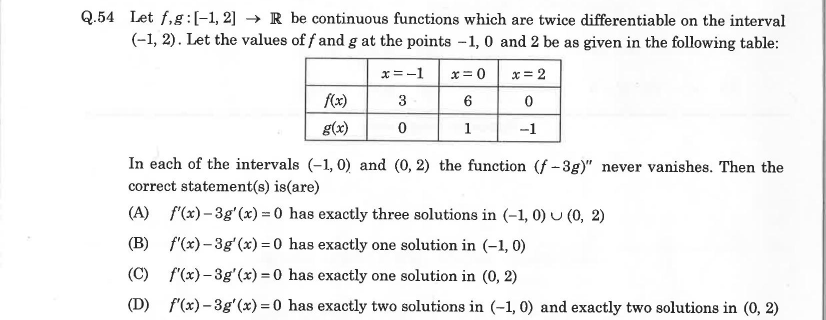 Q.54 Let f, g : [–1, 2] → ℝ be continuous functions which are twice differentiable on the interval
(–1, 2). Let the values of f and g at the points –1, 0 and 2 be as given in the following table:
x = –1 x = 0 x = 2
f(x) 3 6 0
g(x) 0 1 –1
In each of the intervals (–1, 0) and (0, 2) the function (f – 3g)″ never vanishes. Then the
correct statement(s) is(are)
(A) f′(x) – 3g′(x) = 0 has exactly three solutions in (–1, 0) ∪ (0, 2)
(B) f′(x) – 3g′(x) = 0 has exactly one solution in (–1, 0)
(C) f′(x) – 3g′(x) = 0 has exactly one solution in (0, 2)
(D) f′(x) – 3g′(x) = 0 has exactly two solutions in (–1, 0) and exactly two solutions in (0, 2)